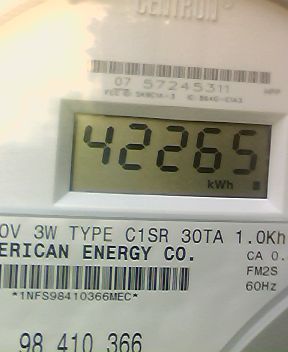 CENTRON
07 57245311
42265
kWh
0V 3W TYPE C1SR 30TA 1.0Kh
ERICAN ENERGY CO.
CA 0.
FM2S
60Hz
*1NFS98410366MEC*
98 410 366